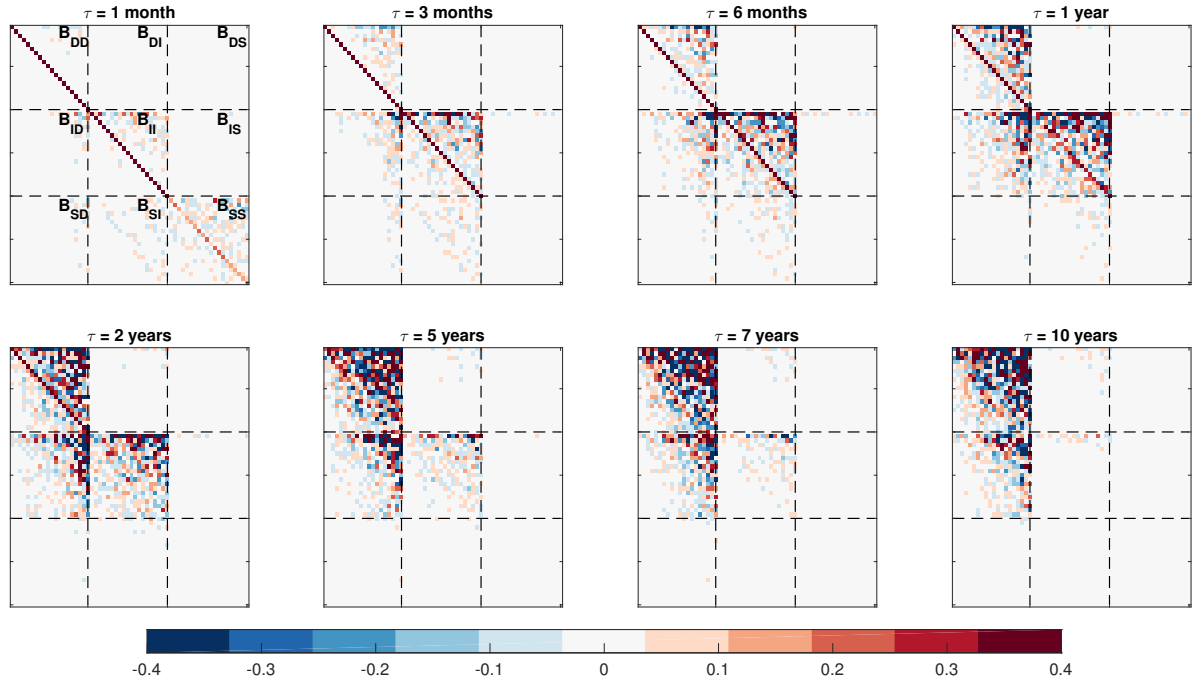 τ = 1 month
τ = 3 months
τ = 6 months
τ = 1 year
B_DD B_DI B_DS
B_ID B_II B_IS
B_SD B_SI B_SS
τ = 2 years
τ = 5 years
τ = 7 years
τ = 10 years
-0.4 -0.3 -0.2 -0.1 0 0.1 0.2 0.3 0.4